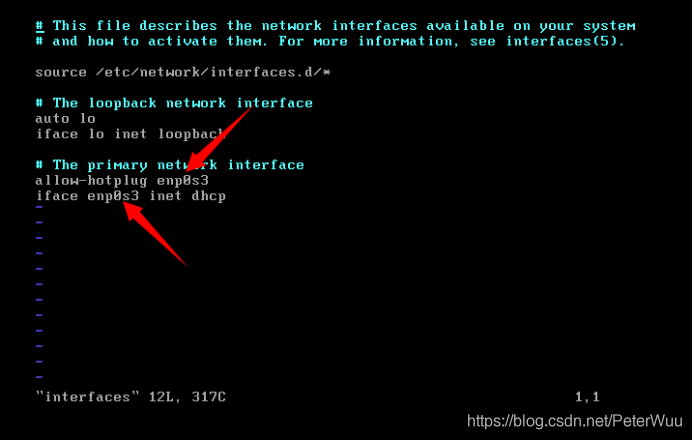 # This file describes the network interfaces available on your system
# and how to activate them. For more information, see interfaces(5).
source /etc/network/interfaces.d/*
# The loopback network interface
auto lo
iface lo inet loopback
# The primary network interface
allow-hotplug enp0s3
iface enp0s3 inet dhcp
~
~
~
~
~
~
~
~
~
~
~
~
"interfaces" 12L, 317C 1,1
https://blog.csdn.net/PeterWuu